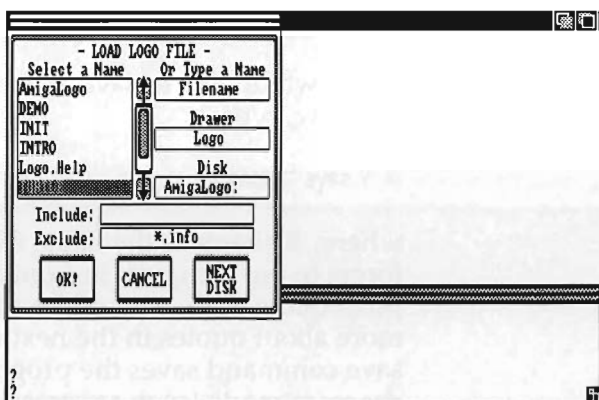 - LOAD LOGO FILE -
Select a Name Or Type a Name
AmigaLogo Filename
DEMO
INIT Drawer
INTRO Logo
Logo.Help Disk
AmigaLogo:
Include:
Exclude: *.info
OK! CANCEL NEXT DISK
?
?